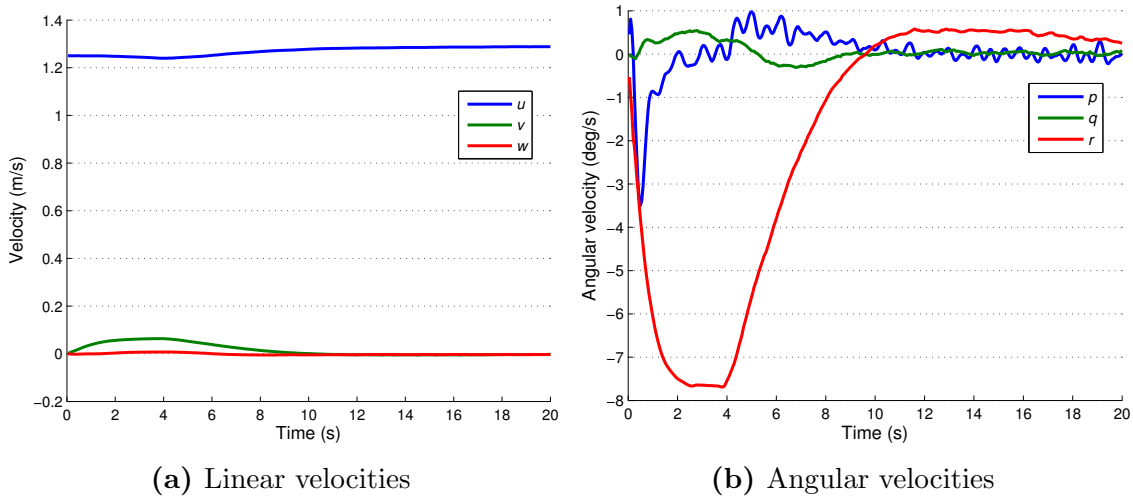 1.4
1.2
1
0.8
0.6
0.4
0.2
0
−0.2
0 2 4 6 8 10 12 14 16 18 20
Velocity (m/s)
Time (s)
u
v
w
(a) Linear velocities
1
0
−1
−2
−3
−4
−5
−6
−7
−8
0 2 4 6 8 10 12 14 16 18 20
Angular velocity (deg/s)
Time (s)
p
q
r
(b) Angular velocities